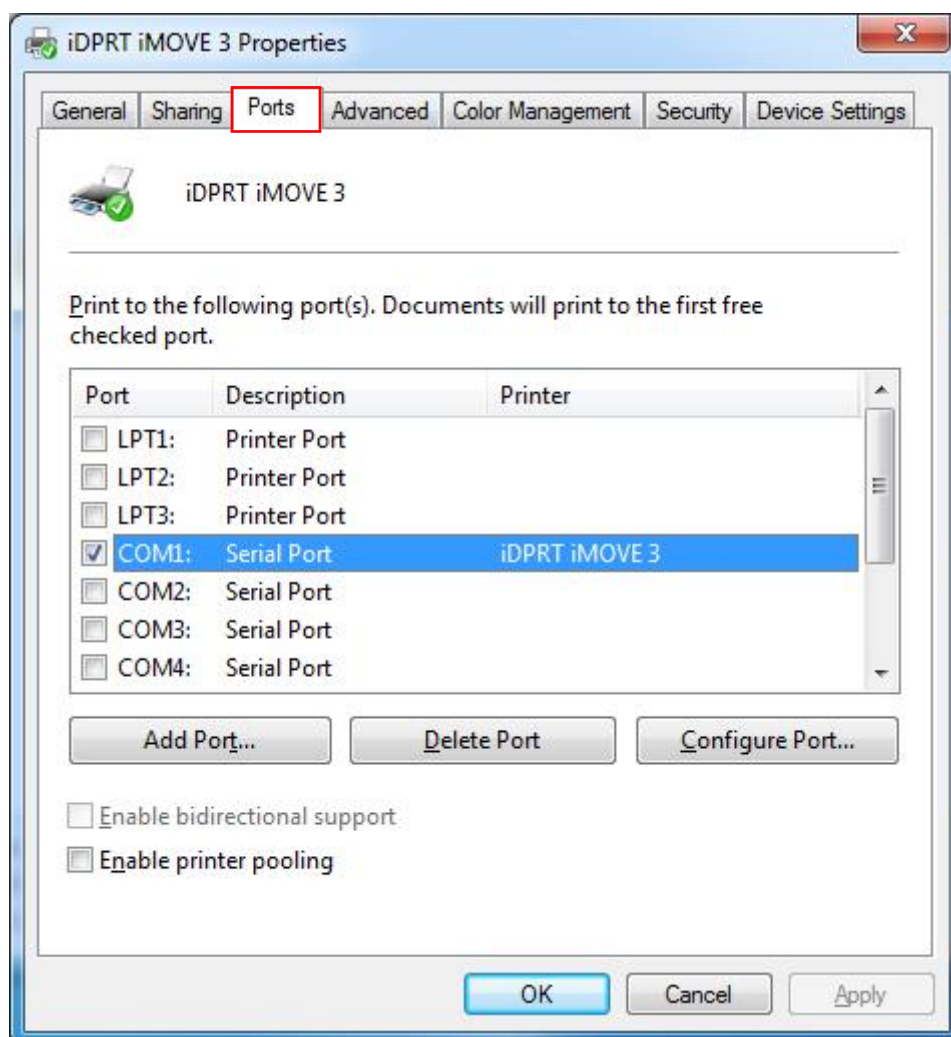 iDPRT iMOVE 3 Properties
General Sharing Ports Advanced Color Management Security Device Settings
iDPRT iMOVE 3
Print to the following port(s). Documents will print to the first free
checked port.
Port Description Printer
LPT1: Printer Port
LPT2: Printer Port
LPT3: Printer Port
COM1: Serial Port iDPRT iMOVE 3
COM2: Serial Port
COM3: Serial Port
COM4: Serial Port
Add Port... Delete Port Configure Port...
Enable bidirectional support
Enable printer pooling
OK Cancel Apply